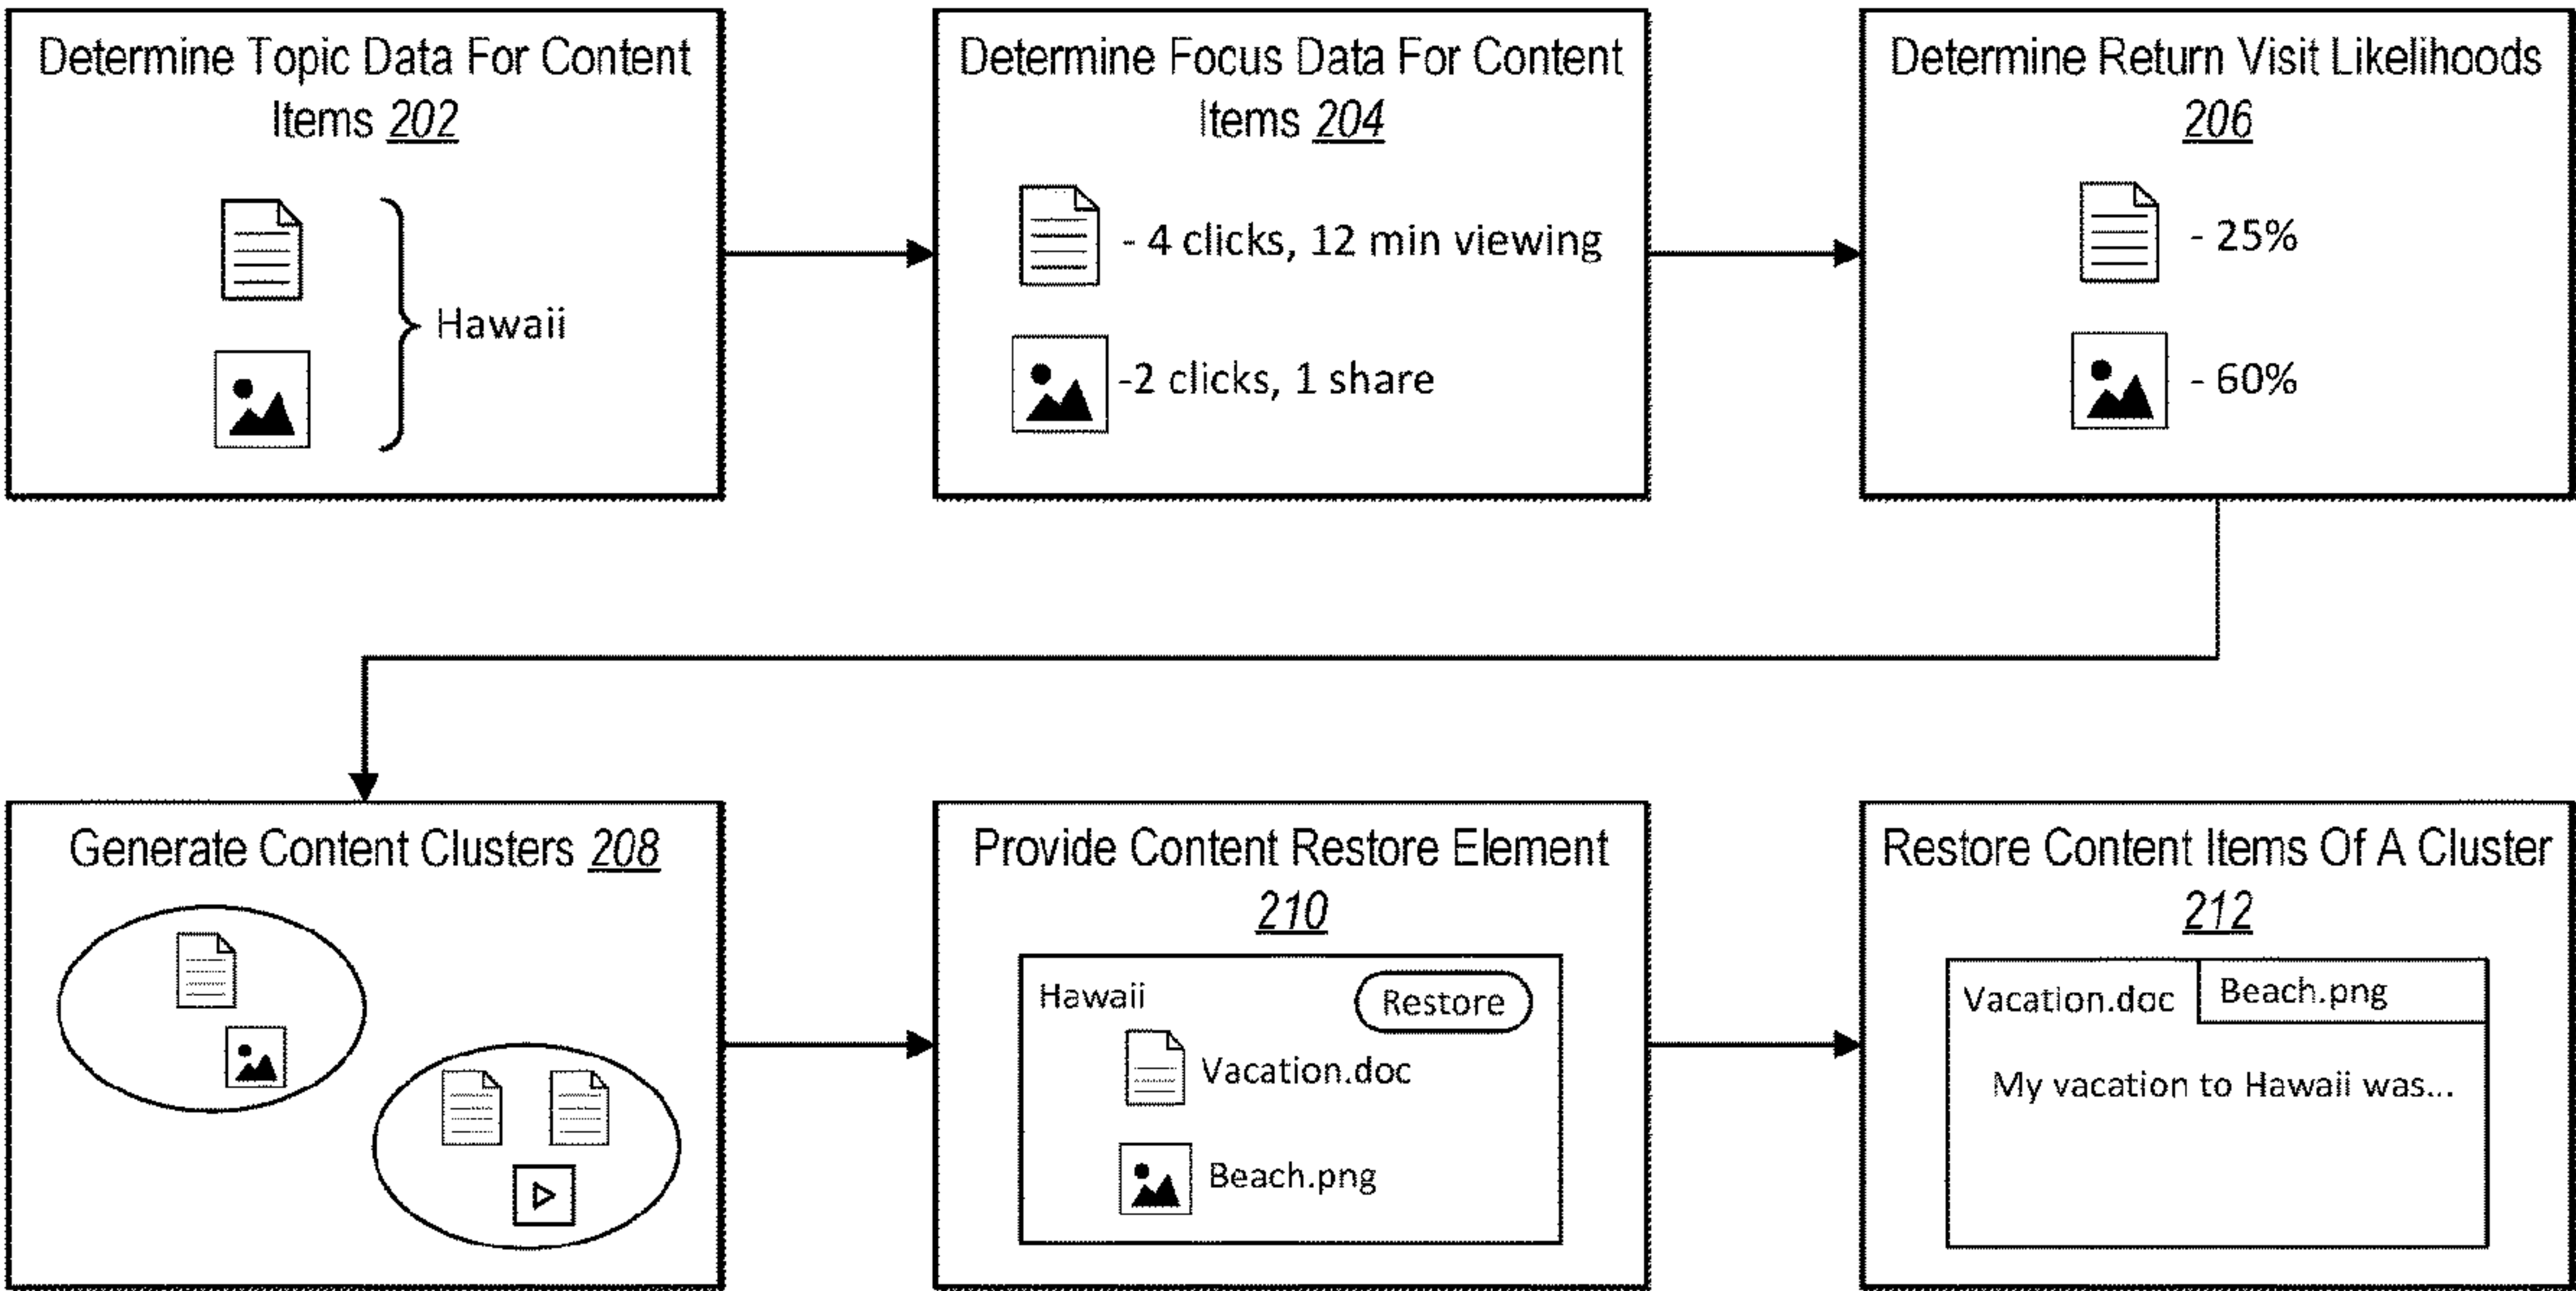 Determine Topic Data For Content
Items 202
Hawaii
Determine Focus Data For Content
Items 204
- 4 clicks, 12 min viewing
-2 clicks, 1 share
Determine Return Visit Likelihoods
206
- 25%
- 60%
Generate Content Clusters 208
Provide Content Restore Element
210
Hawaii
Restore
Vacation.doc
Beach.png
Restore Content Items Of A Cluster
212
Vacation.doc
Beach.png
My vacation to Hawaii was...